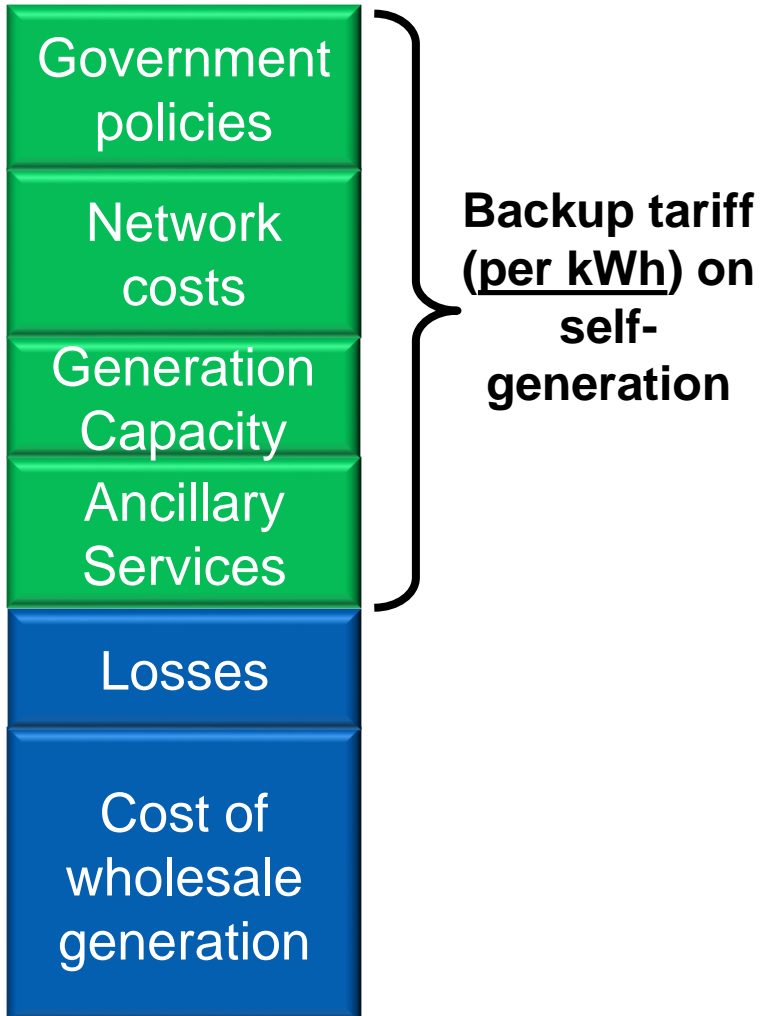 Government
policies
Network
costs
Generation
Capacity
Ancillary
Services
Losses
Cost of
wholesale
generation
Backup tariff
(per kWh) on
self-
generation